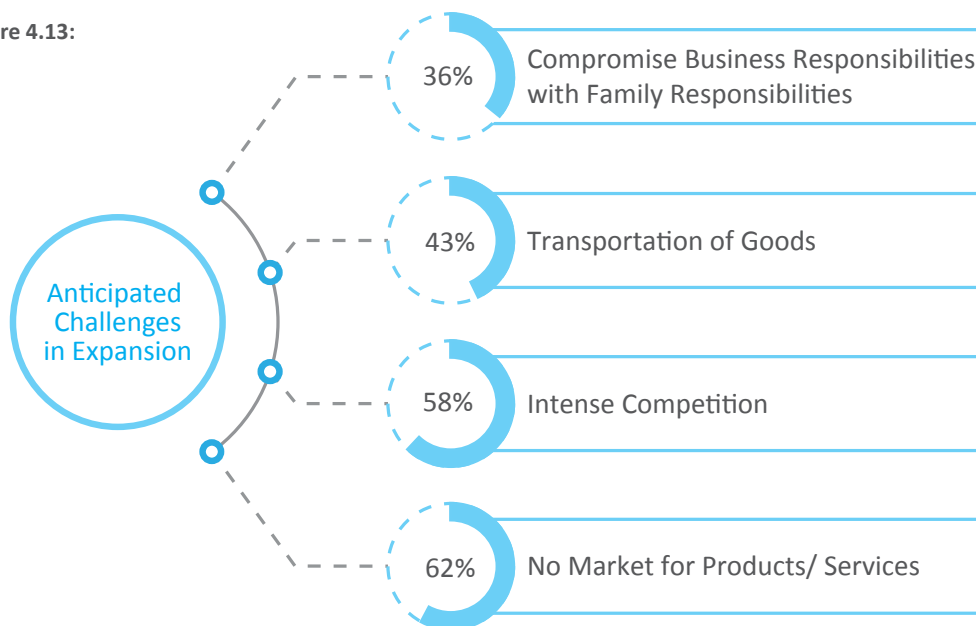 re 4.13:
36%
Compromise Business Responsibilities
with Family Responsibilities
43%
Transportation of Goods
Anticipated
Challenges
in Expansion
58%
Intense Competition
62%
No Market for Products/ Services